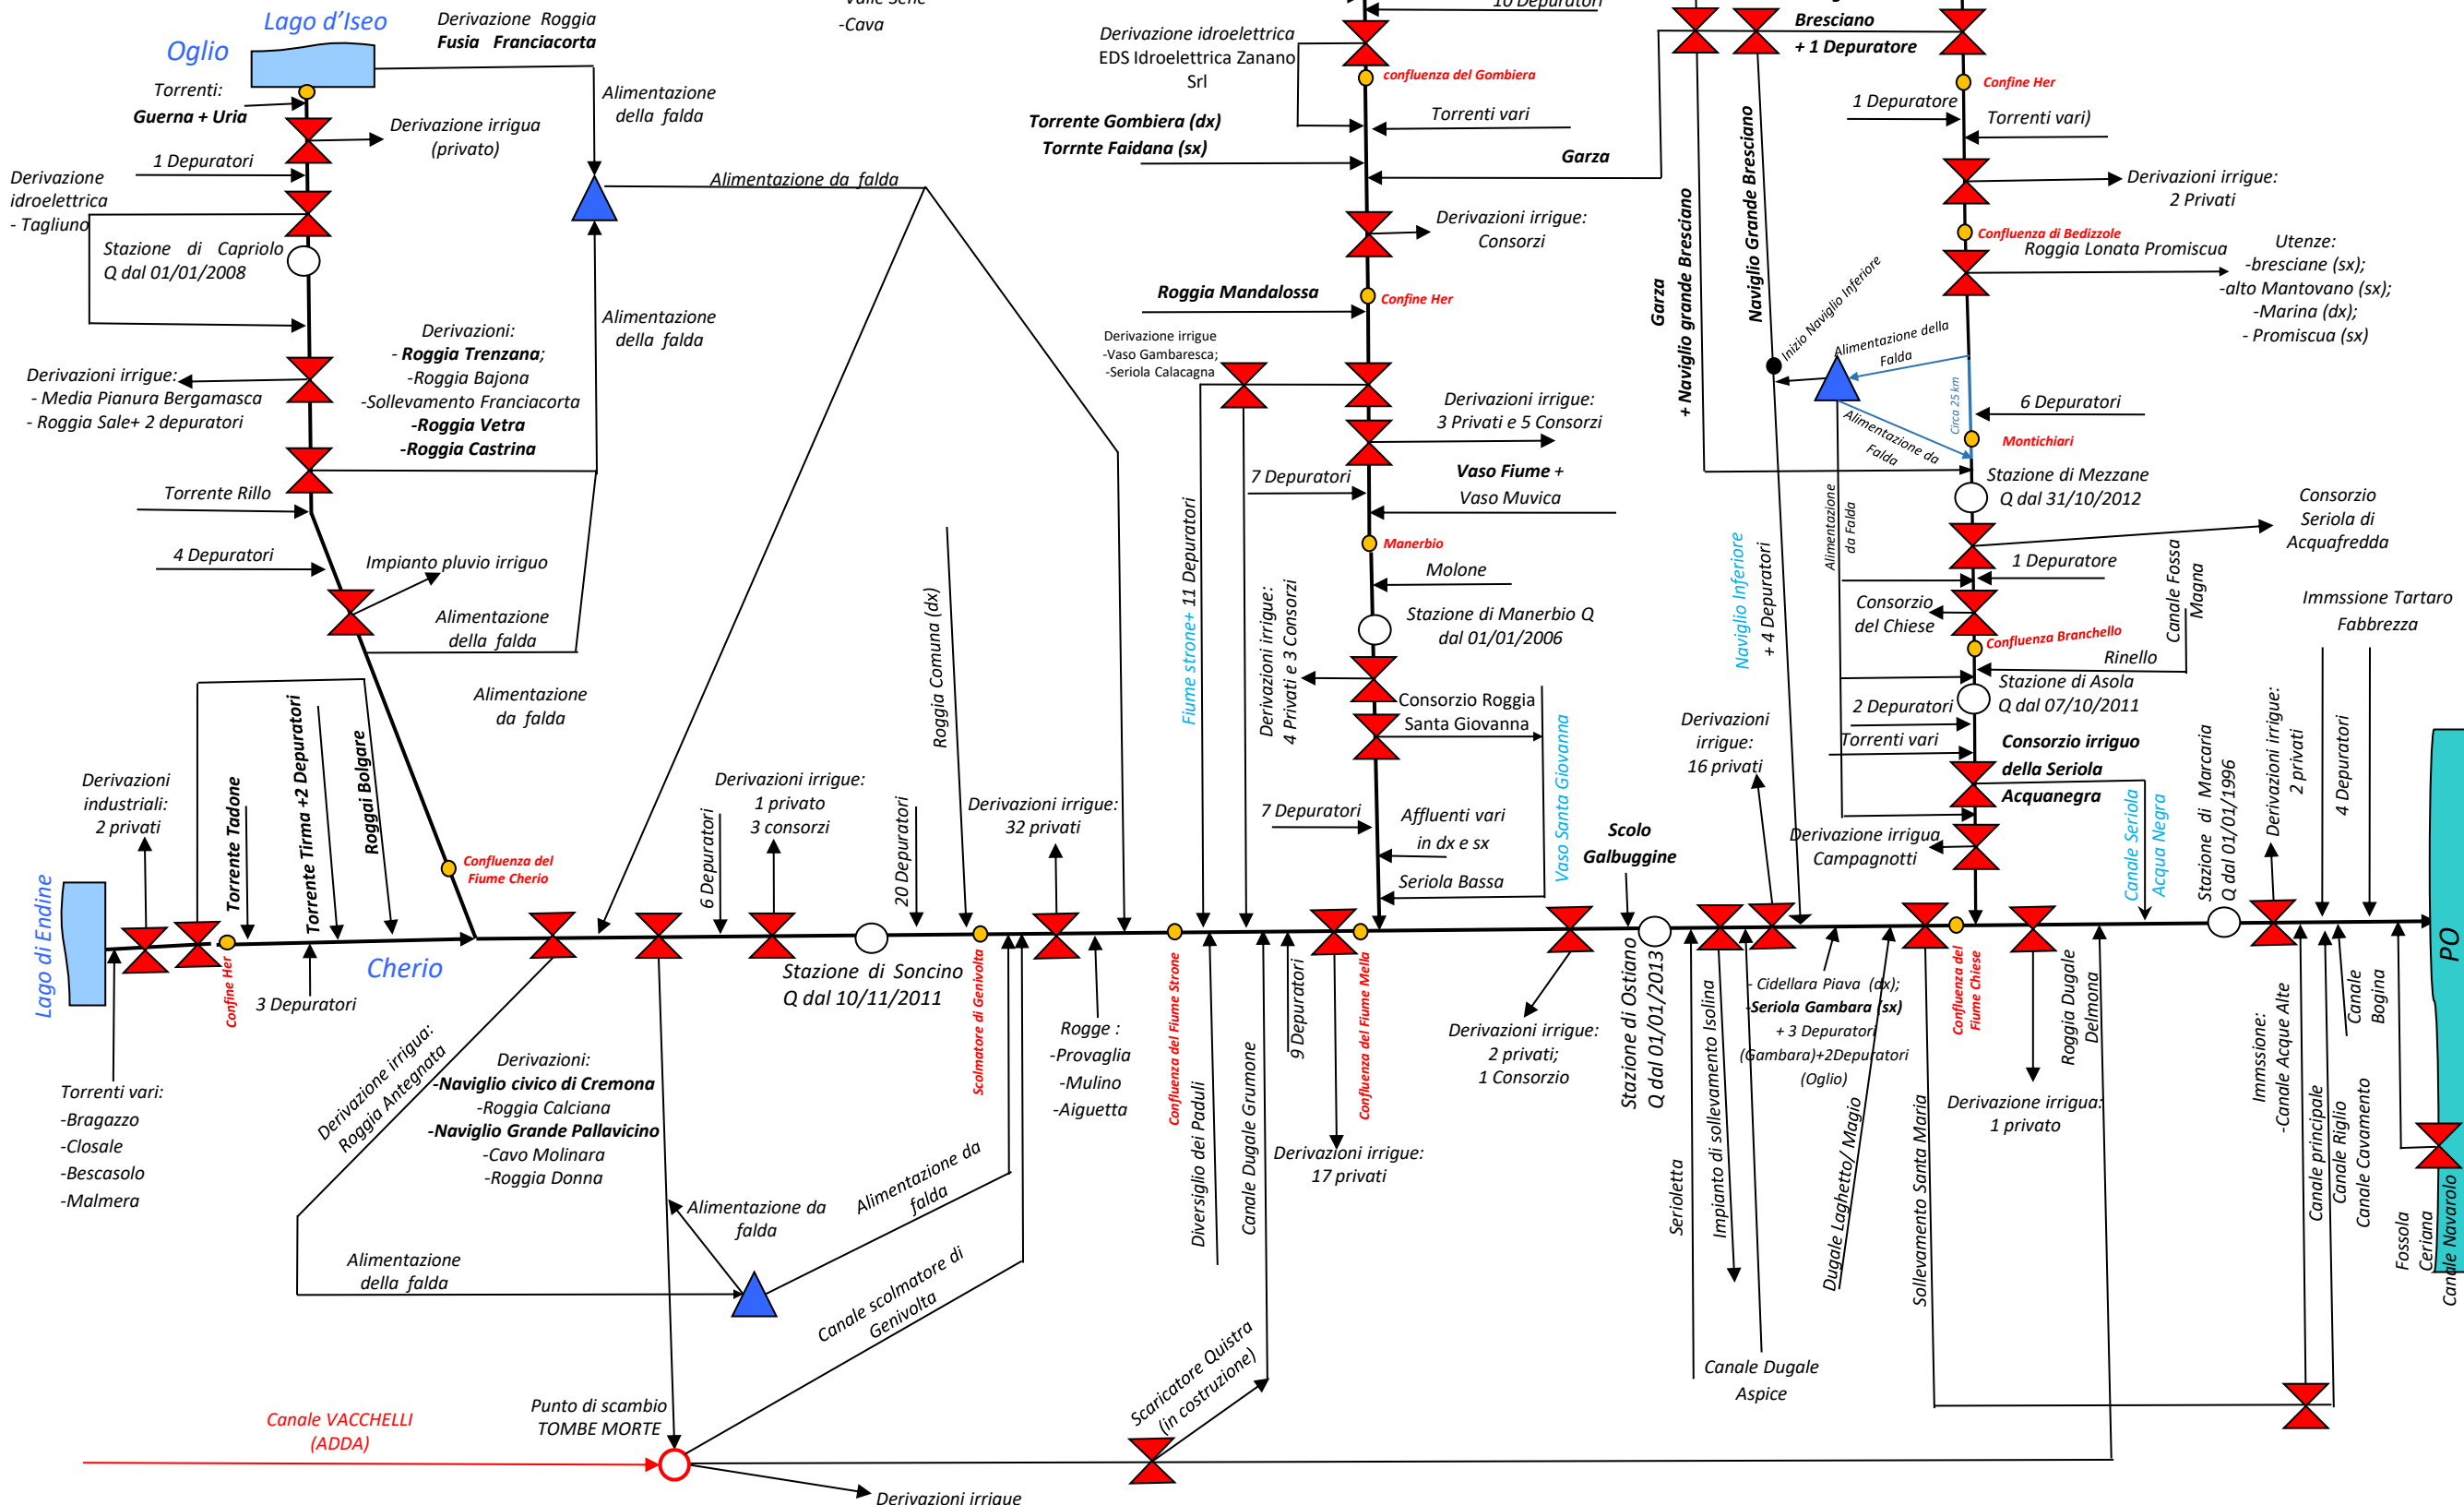 Lago d’Iseo
Oglio
Derivazione Roggia
Fusia Franciacorta
-Cava
Torrenti:
Guerna + Uria
Derivazione irrigua
(privato)
Alimentazione
della falda
1 Depuratori
Derivazione
idroelettrica
- Tagliuno
Stazione di Capriolo
Q dal 01/01/2008
Alimentazione da falda
Alimentazione
della falda
Derivazioni:
- Roggia Trenzana;
-Roggia Bajona
-Sollevamento Franciacorta
-Roggia Vetra
-Roggia Castrina
Derivazioni irrigue:
- Media Pianura Bergamasca
- Roggia Sale+ 2 depuratori
Torrente Rillo
4 Depuratori
Impianto pluvio irriguo
Alimentazione
della falda
Alimentazione
da falda
10 Depuratori
Derivazione idroelettrica
EDS Idroelettrica Zanano
Srl
confluenza del Gombiera
Torrenti vari
Torrente Gombiera (dx)
Torrnte Faidana (sx)
Garza
Derivazioni irrigue:
Consorzi
Roggia Mandalossa
Confine Her
Derivazione irrigue
-Vaso Gambaresca;
-Seriola Calacagna
Derivazioni irrigue:
3 Privati e 5 Consorzi
7 Depuratori
Vaso Fiume +
Vaso Muvica
Manerbio
Molone
Stazione di Manerbio Q
dal 01/01/2006
Fiume strone+ 11 Depuratori
Derivazioni irrigue:
4 Privati e 3 Consorzi
Consorzio Roggia
Santa Giovanna
Vaso Santa Giovanna
7 Depuratori
Affluenti vari
in dx e sx
Seriola Bassa
Bresciano
+ 1 Depuratore
Confine Her
1 Depuratore
Torrenti vari)
Derivazioni irrigue:
2 Privati
Confluenza di Bedizzole
Roggia Lonata Promiscua
Utenze:
-bresciane (sx);
-alto Mantovano (sx);
-Marina (dx);
- Promiscua (sx)
Garza
+ Naviglio grande Bresciano
Naviglio Grande Bresciano
Inizio Naviglio Inferiore
Alimentazione della
Falda
Circa 25 km
Alimentazione da
Falda
6 Depuratori
Montichiari
Stazione di Mezzane
Q dal 31/10/2012
Consorzio
Seriola di
Acquafredda
Alimentazione
da Falda
1 Depuratore
Consorzio
del Chiese
Canale Fossa
Magna
Confluenza Branchello
Rinello
Stazione di Asola
Q dal 07/10/2011
2 Depuratori
Torrenti vari
Consorzio irriguo
della Seriola
Acquanegra
Derivazione irrigua
Campagnotti
Canale Seriola
Acqua Negra
Naviglio Inferiore
+ 4 Depuratori
Immssione Tartaro
Fabbrezza
Lago di Endine
Derivazioni
industriali:
2 privati
Torrente Tadone
Torrente Tirma +2 Depuratori
Roggai Bolgare
Confluenza del
Fiume Cherio
Confine Her
3 Depuratori
Cherio
Torrenti vari:
-Bragazzo
-Closale
-Bescasolo
-Malmera
6 Depuratori
Derivazioni irrigue:
1 privato
3 consorzi
Stazione di Soncino
Q dal 10/11/2011
20 Depuratori
Roggia Comuna (dx)
Scolmatore di Genivolta
Derivazioni irrigue:
32 privati
Rogge :
-Provaglia
-Mulino
-Aiguetta
Confluenza del Fiume Strone
Diversiglio dei Paduli
Canale Dugale Grumone
9 Depuratori
Confluenza del Fiume Mella
Derivazioni irrigue:
17 privati
Derivazioni irrigue:
2 privati;
1 Consorzio
Scolo
Galbuggine
Stazione di Ostiano
Q dal 01/01/2013
Derivazioni
irrigue:
16 privati
Serioletta
Impianto di sollevamento Isolina
Canale Dugale
Aspice
- Cidellara Piava (dx);
-Seriola Gambara (sx)
+ 3 Depuratori
(Gambara)+2Depuratori
(Oglio)
Dugale Laghetto/ Magio
Sollevamento Santa Maria
Confluenza del
Fiume Chiese
Derivazione irrigua:
1 privato
Roggia Dugale
Delmona
Stazione di Marcaria
Q dal 01/01/1996
Derivazioni irrigue:
2 privati
4 Depuratori
Immssione:
-Canale Acque Alte
Canale principale
Canale Riglio
Canale Cavamento
Canale
Bogina
Fossola
Ceriana
Canale Navarolo
PO
Derivazione irrigua:
Roggia Antegnata
Derivazioni:
-Naviglio civico di Cremona
-Roggia Calciana
-Naviglio Grande Pallavicino
-Cavo Molinara
-Roggia Donna
Alimentazione da
falda
Alimentazione da
falda
Alimentazione
della falda
Canale scolmatore di
Genivolta
Punto di scambio
TOMBE MORTE
Canale VACCHELLI
(ADDA)
Scaricatore Quistra
(in costruzione)
Derivazioni irrigue